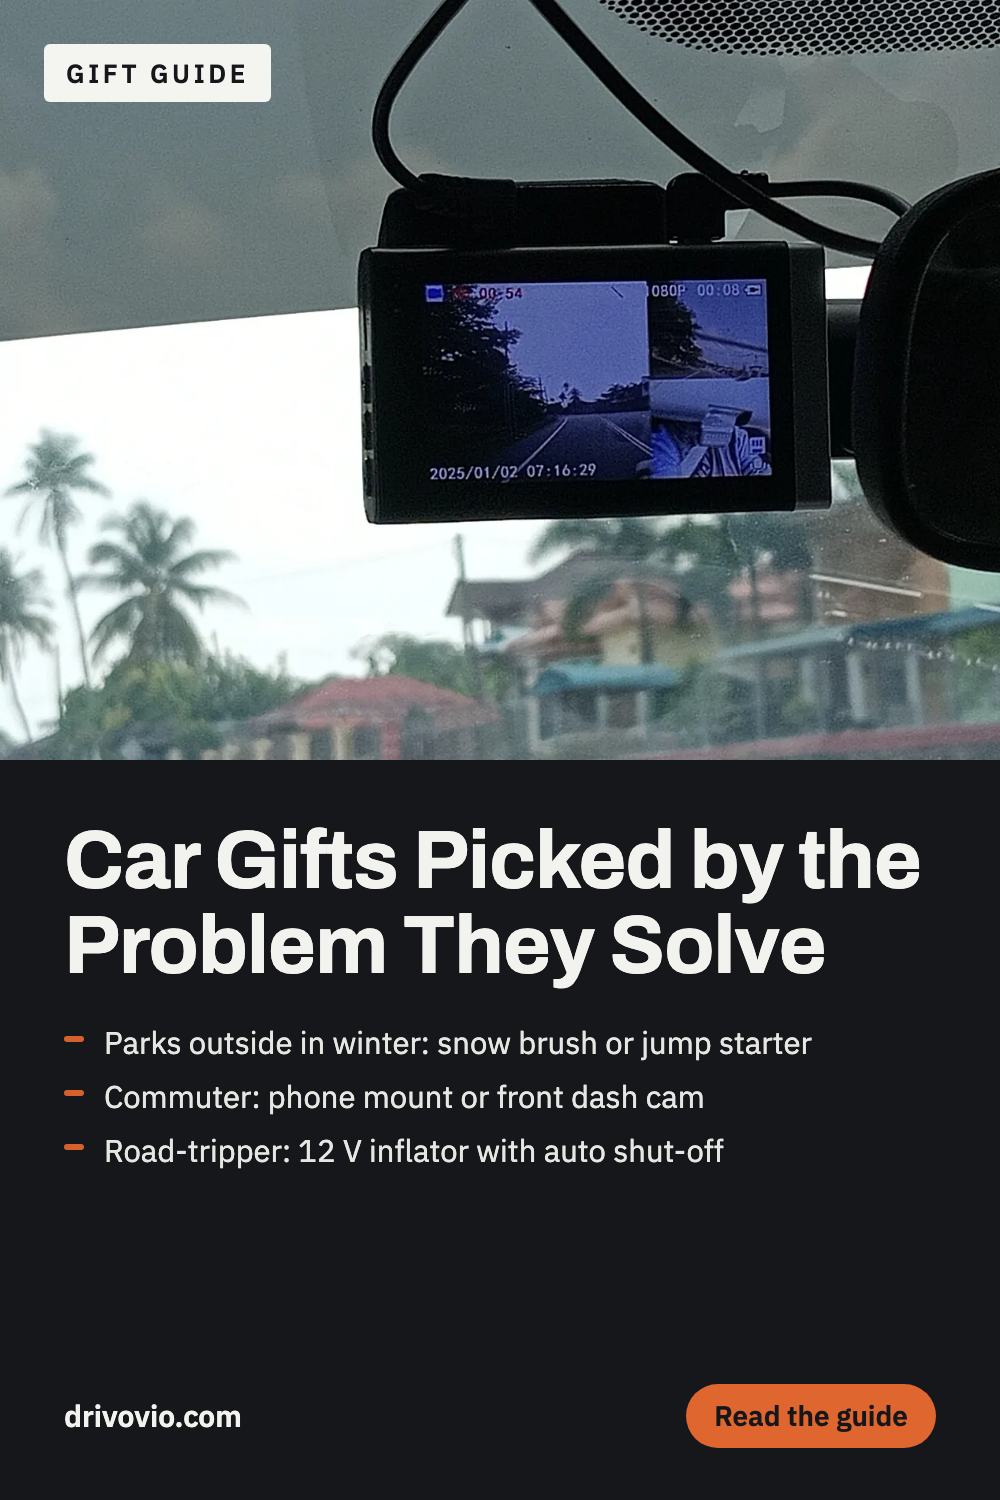 GIFT GUIDE
00:54
1080P 00:08
2025/01/02 07:16:29
Car Gifts Picked by the
Problem They Solve
Parks outside in winter: snow brush or jump starter
Commuter: phone mount or front dash cam
Road-tripper: 12 V inflator with auto shut-off
drivovio.com
Read the guide